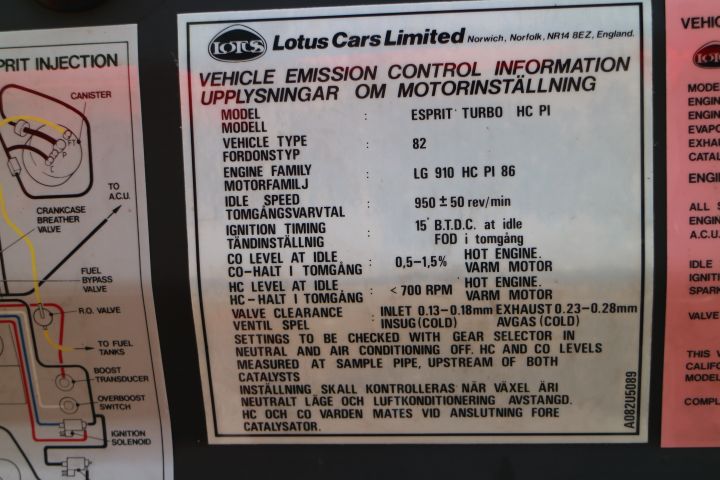 PRIT INJECTION
CANISTER
TO
A.C.U.
CRANKCASE
BREATHER
VALVE
FUEL
BYPASS
VALVE
R.O. VALVE
TO FUEL
TANKS
BOOST
TRANSDUCER
OVERBOOST
SWITCH
IGNITION
SOLENOID
LOTUS Lotus Cars Limited Norwich, Norfolk, NR14 8EZ, England.
VEHICLE EMISSION CONTROL INFORMATION
UPPLYSNINGAR OM MOTORINSTÄLLNING
MODEL : ESPRIT TURBO HC PI
MODELL
VEHICLE TYPE : 82
FORDONSTYP
ENGINE FAMILY : LG 910 HC PI 86
MOTORFAMILJ
IDLE SPEED : 950 ± 50 rev/min
TOMGÅNGSVARVTAL
IGNITION TIMING : 15° B.T.D.C. at idle
TÄNDINSTÄLLNIG FOD i tomgång
CO LEVEL AT IDLE : 0,5-1,5% HOT ENGINE.
CO-HALT I TOMGÅNG VARM MOTOR
HC LEVEL AT IDLE : < 700 RPM HOT ENGINE.
HC-HALT I TOMGÅNG VARM MOTOR
VALVE CLEARANCE INLET 0.13-0.18mm EXHAUST 0.23-0.28mm
VENTIL SPEL : INSUG (COLD) AVGAS (COLD)
SETTINGS TO BE CHECKED WITH GEAR SELECTOR IN
NEUTRAL AND AIR CONDITIONING OFF. HC AND CO LEVELS
MEASURED AT SAMPLE PIPE, UPSTREAM OF BOTH
CATALYSTS
INSTÄLLNING SKALL KONTROLLERAS NÄR VÄXEL ÄRI
NEUTRALT LÄGE OCH LUFTKONDITIONERING AVSTANGD.
HC OCH CO VARDEN MATES VID ANSLUTNING FORE
CATALYSATOR.
A082U5089
VEHIC
MODE
ENGIN
ENGIN
EVAPO
EXHAU
CATAL
ENGIN
ALL S
ENGIN
A.C.U.
IDLE
IGNIT
SPARK
VALVE
THIS V
CALIFO
MODEL
COMPL